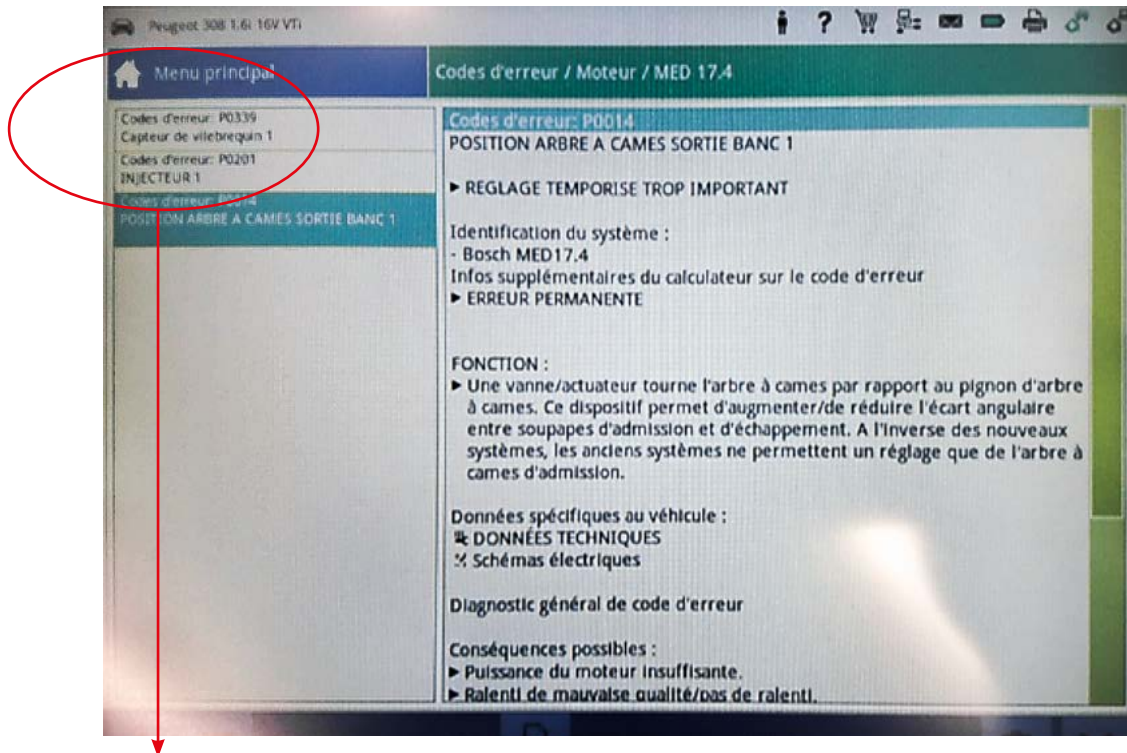 Peugeot 308 1.6i 16V VTi
?
Menu principal
Codes d'erreur / Moteur / MED 17.4
Codes d'erreur: P0339
Capteur de vilebrequin 1
Codes d'erreur: P0201
INJECTEUR 1
Codes d'erreur: P0014
POSITION ARBRE A CAMES SORTIE BANC 1
Codes d'erreur: P0014
POSITION ARBRE A CAMES SORTIE BANC 1
► REGLAGE TEMPORISE TROP IMPORTANT
Identification du système :
- Bosch MED17.4
Infos supplémentaires du calculateur sur le code d'erreur
► ERREUR PERMANENTE
FONCTION :
► Une vanne/actuateur tourne l'arbre à cames par rapport au pignon d'arbre
à cames. Ce dispositif permet d'augmenter/de réduire l'écart angulaire
entre soupapes d'admission et d'échappement. A l'inverse des nouveaux
systèmes, les anciens systèmes ne permettent un réglage que de l'arbre à
cames d'admission.
Données spécifiques au véhicule :
DONNÉES TECHNIQUES
Schémas électriques
Diagnostic général de code d'erreur
Conséquences possibles :
► Puissance du moteur insuffisante.
► Ralenti de mauvaise qualité/pas de ralenti.